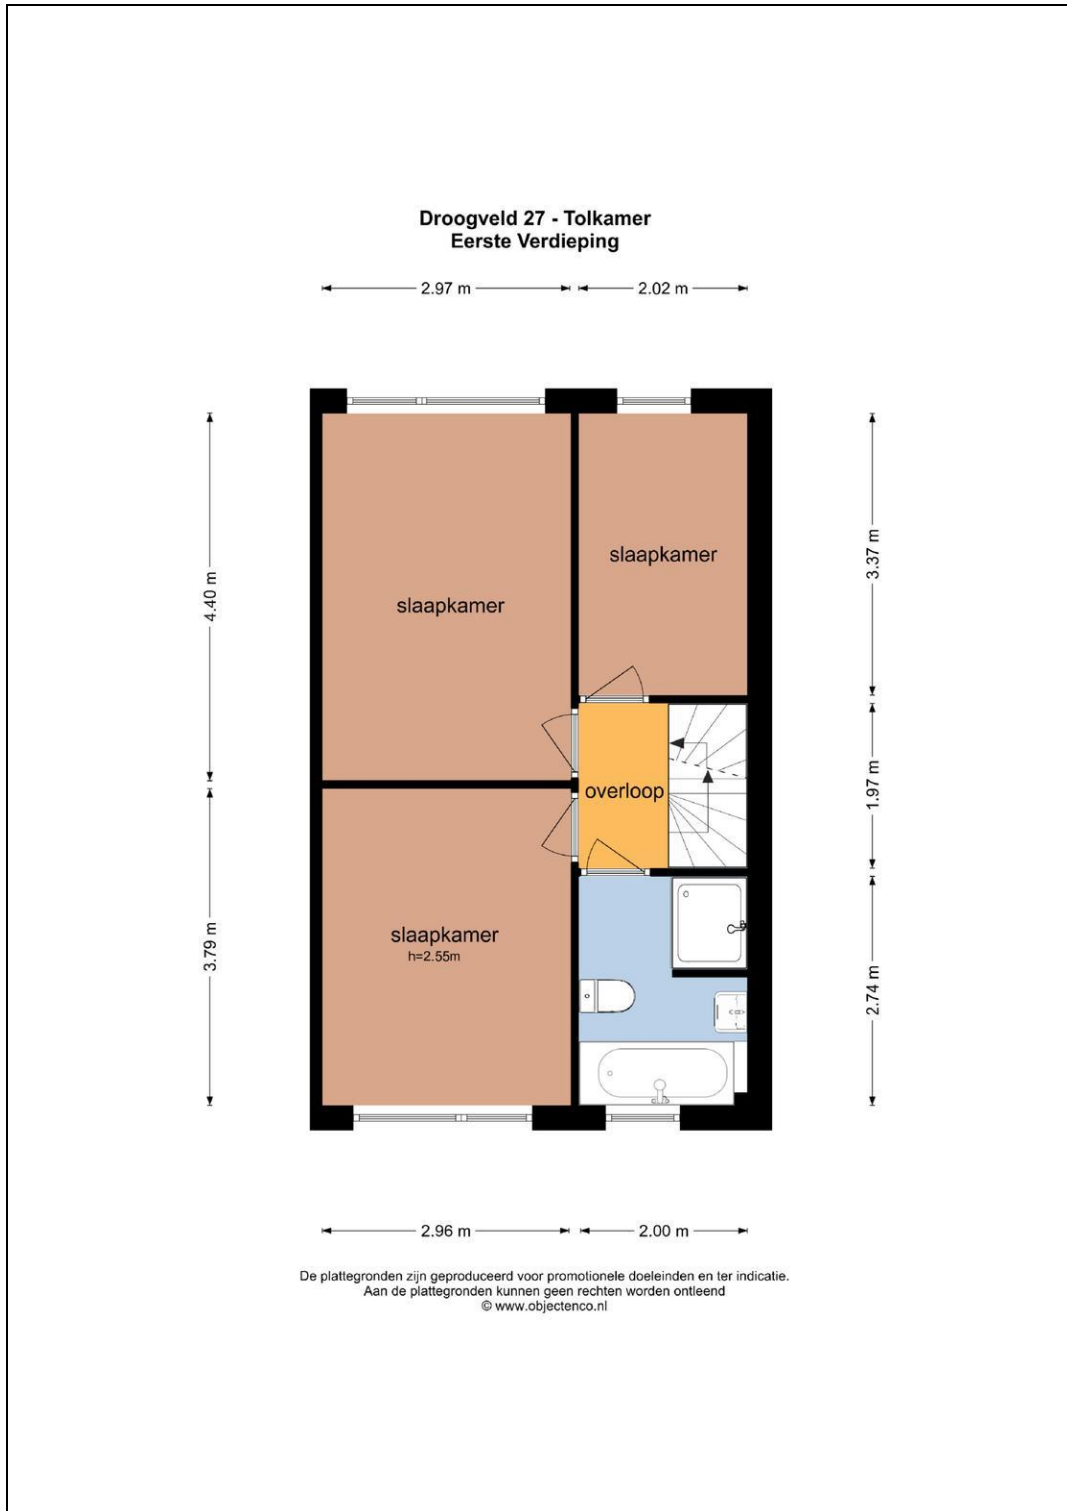 Droogveld 27 - Tolkamer
Eerste Verdieping
2.97 m
2.02 m
slaapkamer
3.37 m
4.40 m
slaapkamer
overloop
1.97 m
slaapkamer
h=2.55m
3.79 m
2.74 m
2.96 m
2.00 m
De plattegronden zijn geproduceerd voor promotionele doeleinden en ter indicatie.
Aan de plattegronden kunnen geen rechten worden ontleend
© www.objectenco.nl